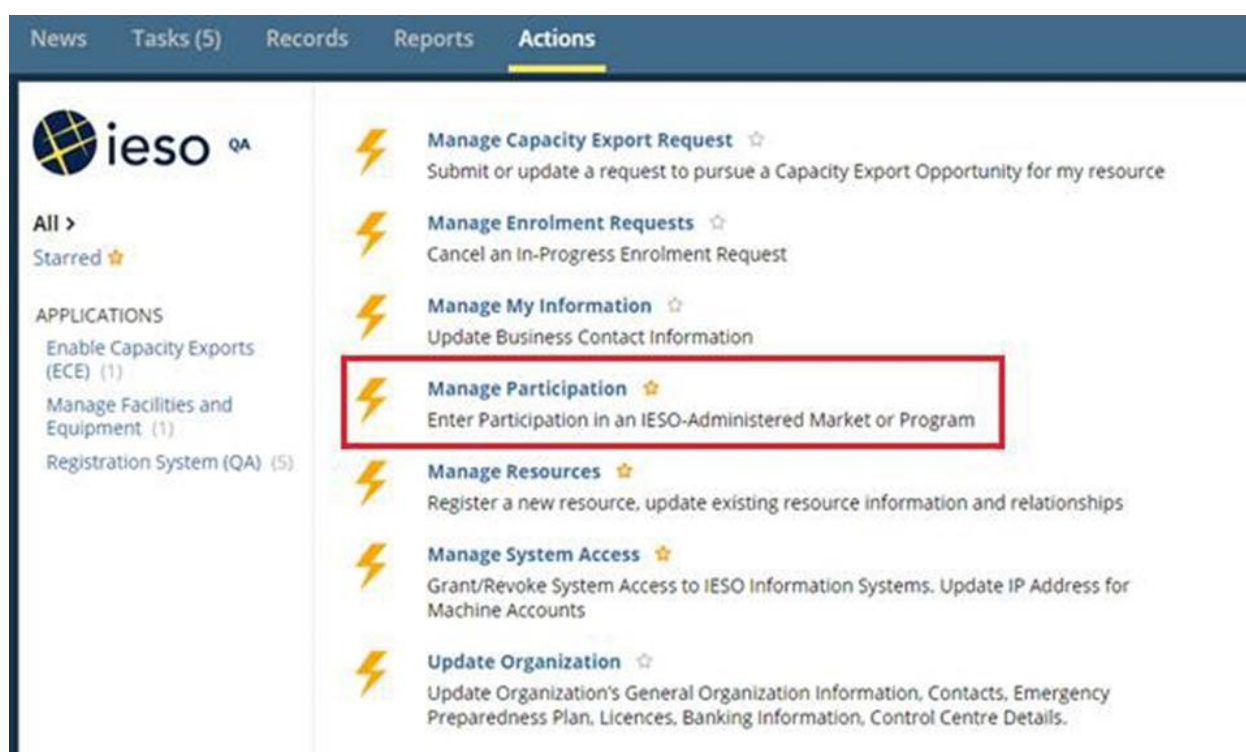 News Tasks (5) Records Reports Actions
ieso QA
All >
Starred
APPLICATIONS
Enable Capacity Exports
(ECE) (1)
Manage Facilities and
Equipment (1)
Registration System (QA) (5)
Manage Capacity Export Request
Submit or update a request to pursue a Capacity Export Opportunity for my resource
Manage Enrolment Requests
Cancel an In-Progress Enrolment Request
Manage My Information
Update Business Contact Information
Manage Participation
Enter Participation in an IESO-Administered Market or Program
Manage Resources
Register a new resource, update existing resource information and relationships
Manage System Access
Grant/Revoke System Access to IESO Information Systems. Update IP Address for
Machine Accounts
Update Organization
Update Organization's General Organization Information, Contacts, Emergency
Preparedness Plan, Licences, Banking Information, Control Centre Details.